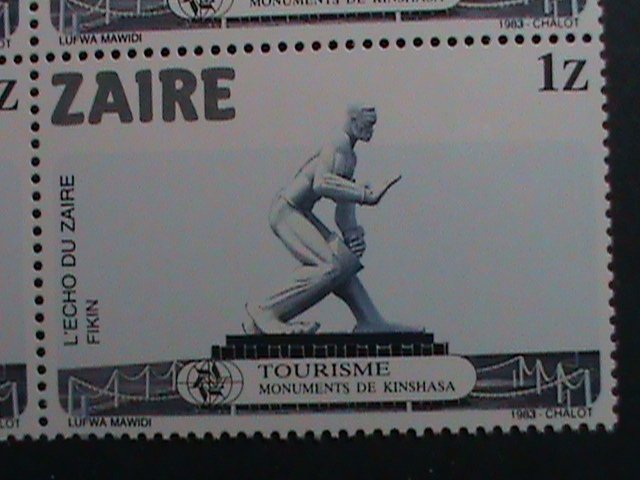 MONUMENTS DE KINSHASA
LUFWA MAWIDI
1983 - CHALOT
Z
ZAIRE
1Z
L'ECHO DU ZAIRE
FIKIN
TOURISME
MONUMENTS DE KINSHASA
LUFWA MAWIDI
1983 - CHALOT